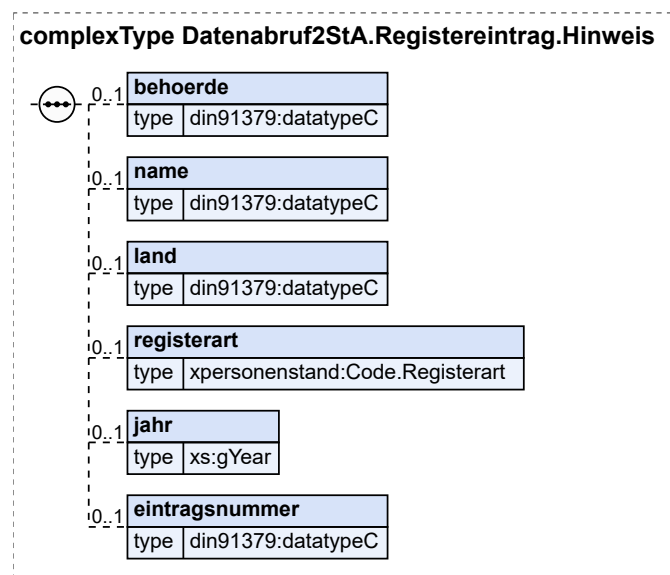 complexType Datenabruf2StA.Registereintrag.Hinweis
0..1 behoerde
type din91379:datatypeC
0..1 name
type din91379:datatypeC
0..1 land
type din91379:datatypeC
0..1 registerart
type xpersonenstand:Code.Registerart
0..1 jahr
type xs:gYear
0..1 eintragsnummer
type din91379:datatypeC